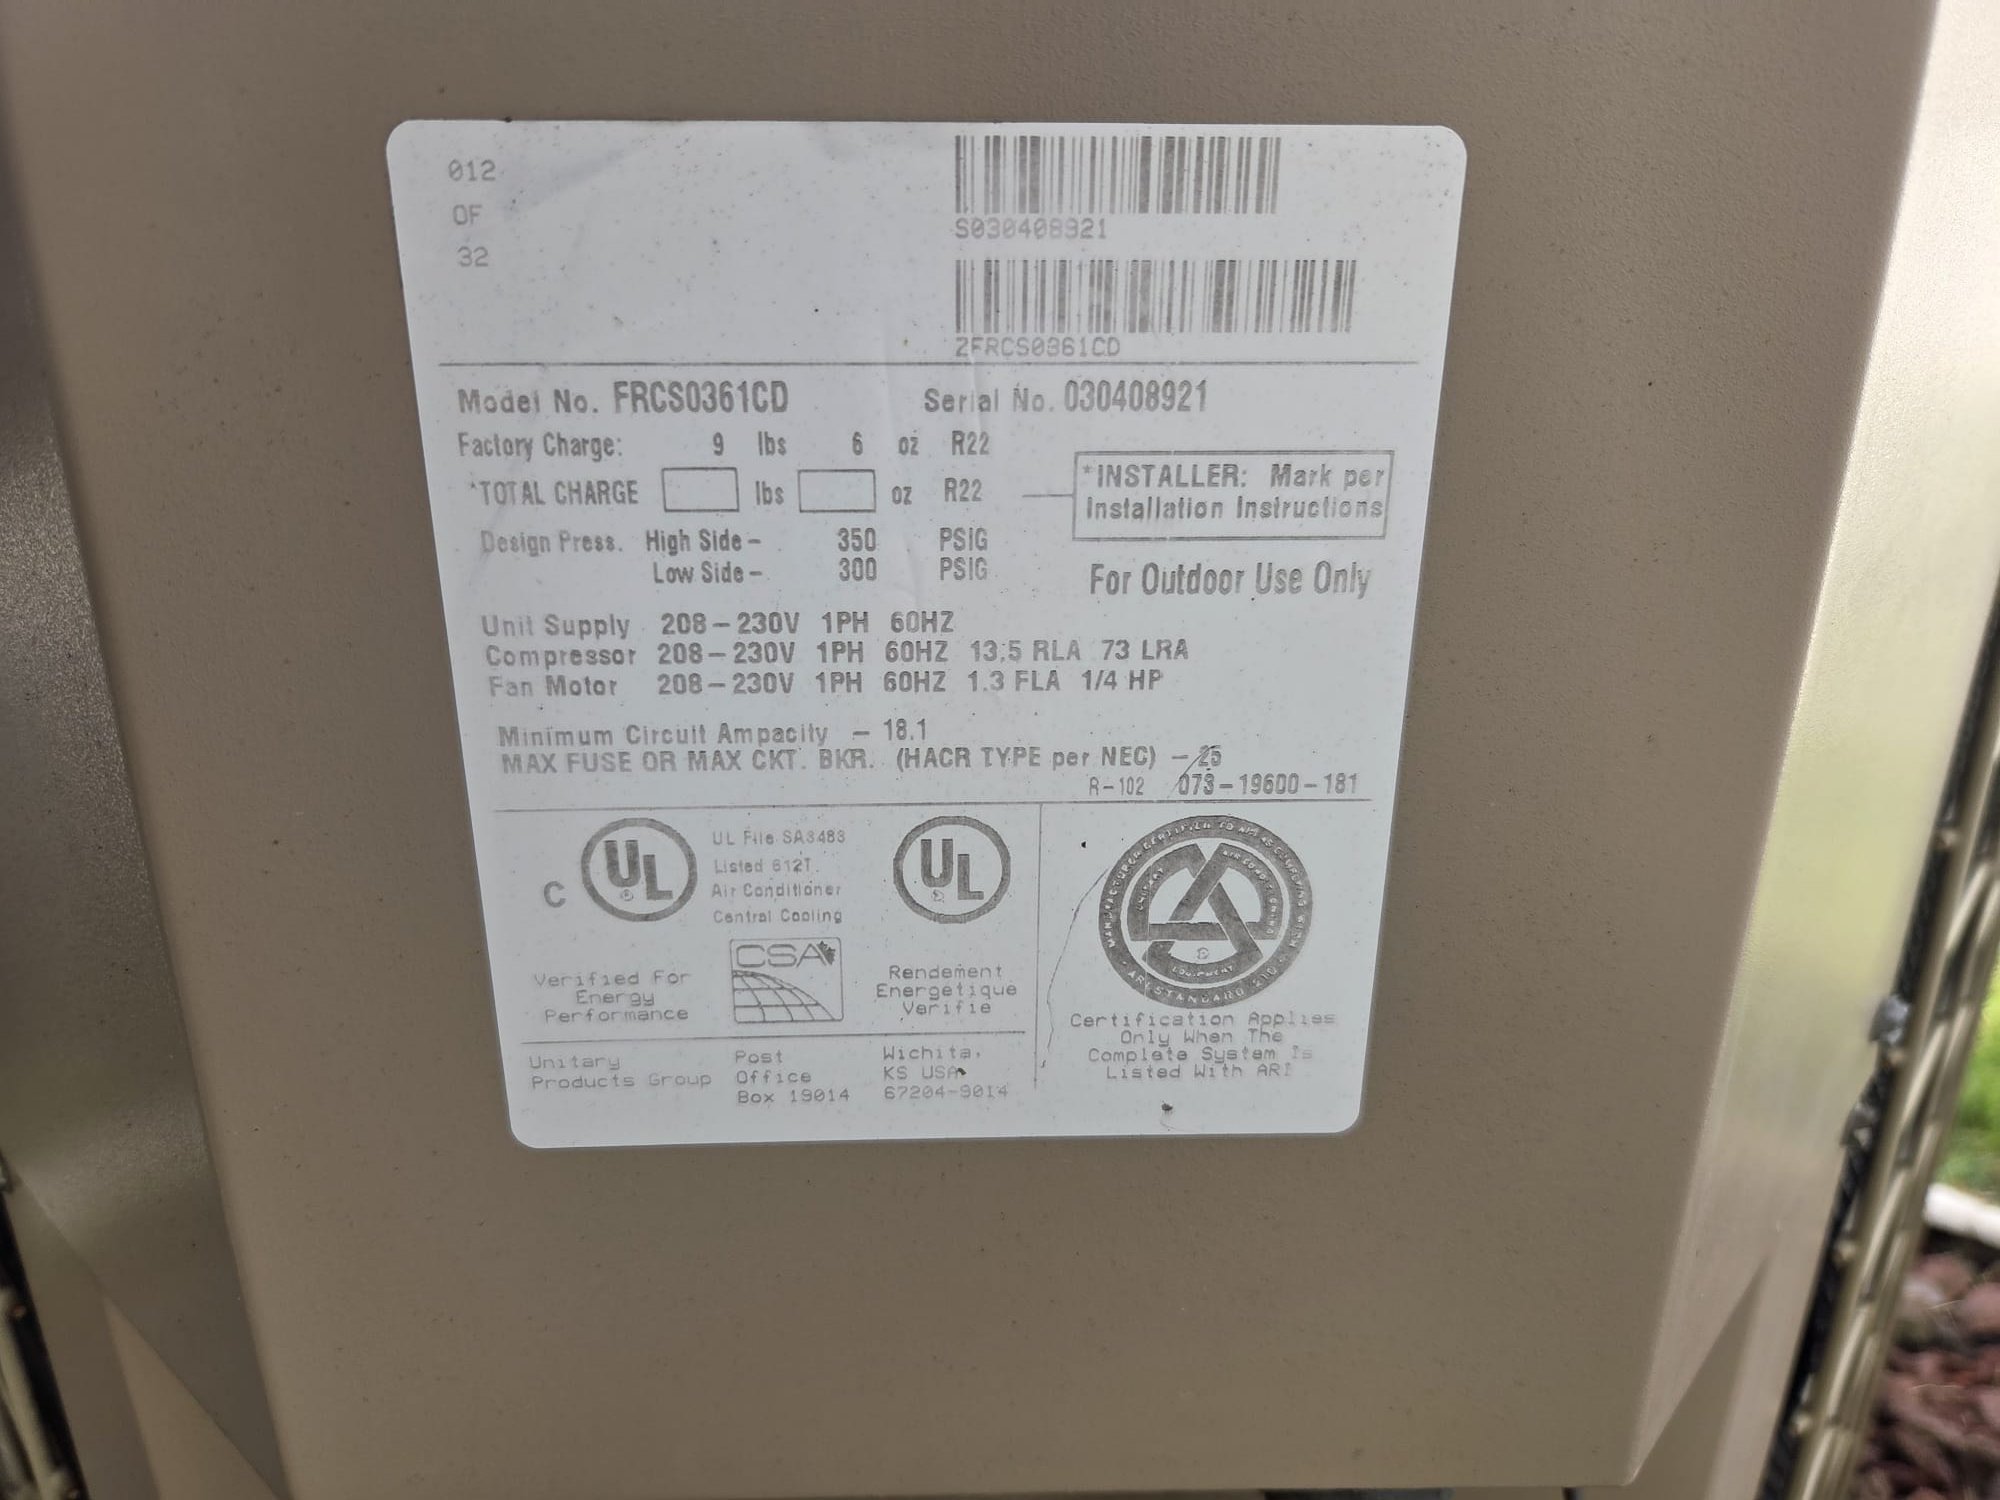 012
OF
32
S030408921
2FRCS0361CD
Model No. FRCS0361CD Serial No. 030408921
Factory Charge: 9 lbs 6 oz R22
*TOTAL CHARGE lbs oz R22
*INSTALLER: Mark per
Installation Instructions
Design Press. High Side – 350 PSIG
Low Side – 300 PSIG
For Outdoor Use Only
Unit Supply 208–230V 1PH 60HZ
Compressor 208–230V 1PH 60HZ 13.5 RLA 73 LRA
Fan Motor 208–230V 1PH 60HZ 1.3 FLA 1/4 HP
Minimum Circuit Ampacity – 18.1
MAX FUSE OR MAX CKT. BKR. (HACR TYPE per NEC) – 25
R–102 073–19600–181
C UL
UL File SA3483
Listed 612T
Air Conditioner
Central Cooling
UL
CSA
Verified For
Energy
Performance
Rendement
Energetique
Verifie
Unitary
Products Group
Post
Office
Box 19014
Wichita,
KS USA
67204-9014
UNITARY
AIR CONDITIONING
EQUIPMENT
Certification Applies
Only When The
Complete System Is
Listed With ARI